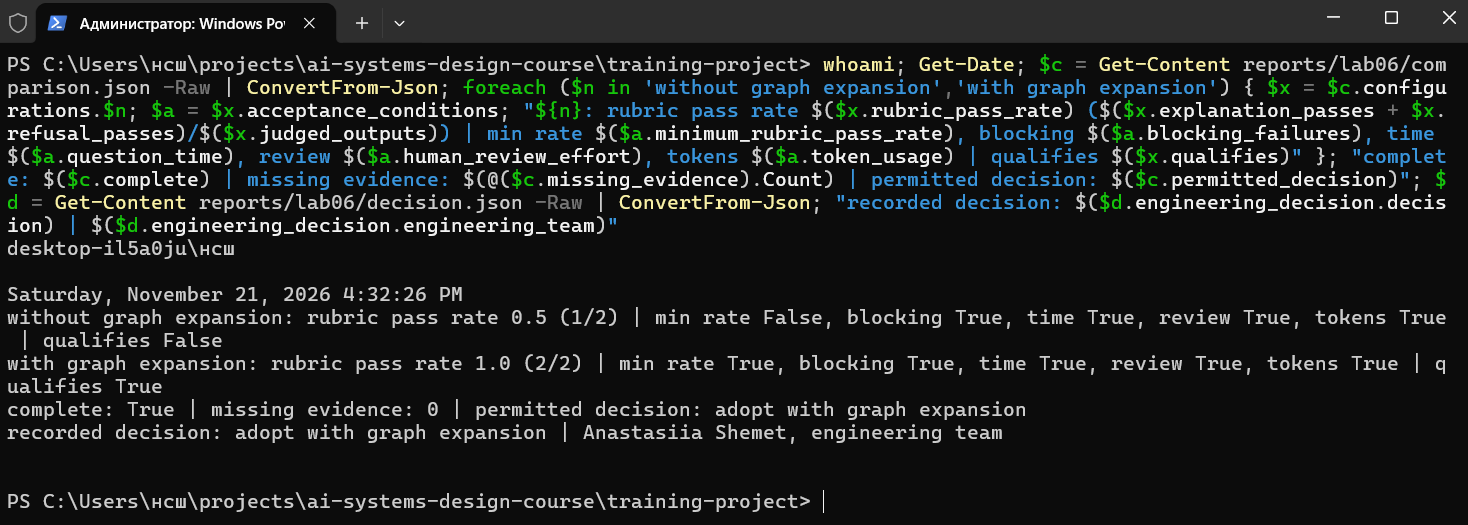 Администратор: Windows Po
PS C:\Users\нсш\projects\ai-systems-design-course\training-project> whoami; Get-Date; $c = Get-Content reports/lab06/com
parison.json -Raw | ConvertFrom-Json; foreach ($n in 'without graph expansion','with graph expansion') { $x = $c.configu
rations.$n; $a = $x.acceptance_conditions; "${n}: rubric pass rate $($x.rubric_pass_rate) ($($x.explanation_passes + $x.
refusal_passes)/$($x.judged_outputs)) | min rate $($a.minimum_rubric_pass_rate), blocking $($a.blocking_failures), time
$($a.question_time), review $($a.human_review_effort), tokens $($a.token_usage) | qualifies $($x.qualifies)" }; "complet
e: $($c.complete) | missing evidence: $(@($c.missing_evidence).Count) | permitted decision: $($c.permitted_decision)"; $
d = Get-Content reports/lab06/decision.json -Raw | ConvertFrom-Json; "recorded decision: $($d.engineering_decision.decis
ion) | $($d.engineering_decision.engineering_team)"
desktop-il5a0ju\нсш
Saturday, November 21, 2026 4:32:26 PM
without graph expansion: rubric pass rate 0.5 (1/2) | min rate False, blocking True, time True, review True, tokens True
| qualifies False
with graph expansion: rubric pass rate 1.0 (2/2) | min rate True, blocking True, time True, review True, tokens True | q
ualifies True
complete: True | missing evidence: 0 | permitted decision: adopt with graph expansion
recorded decision: adopt with graph expansion | Anastasiia Shemet, engineering team
PS C:\Users\нсш\projects\ai-systems-design-course\training-project>